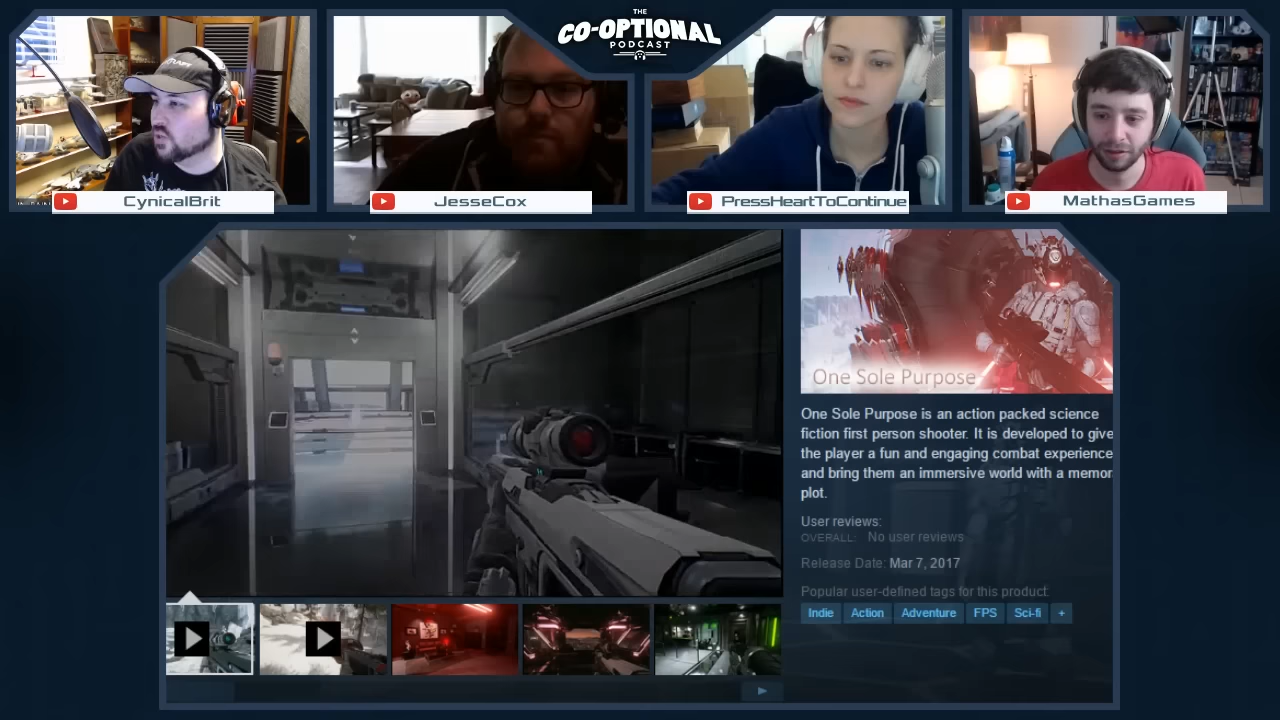 THE
CO-OPTIONAL
PODCAST
CynicalBrit
JesseCox
PressHeartToContinue
MathasGames
One Sole Purpose
One Sole Purpose is an action packed science
fiction first person shooter. It is developed to give
the player a fun and engaging combat experience
and bring them an immersive world with a
plot.
User reviews:
OVERALL: No user reviews
Release Date: Mar 7, 2017
Popular user-defined tags for this product:
Indie Action Adventure FPS Sci-fi +